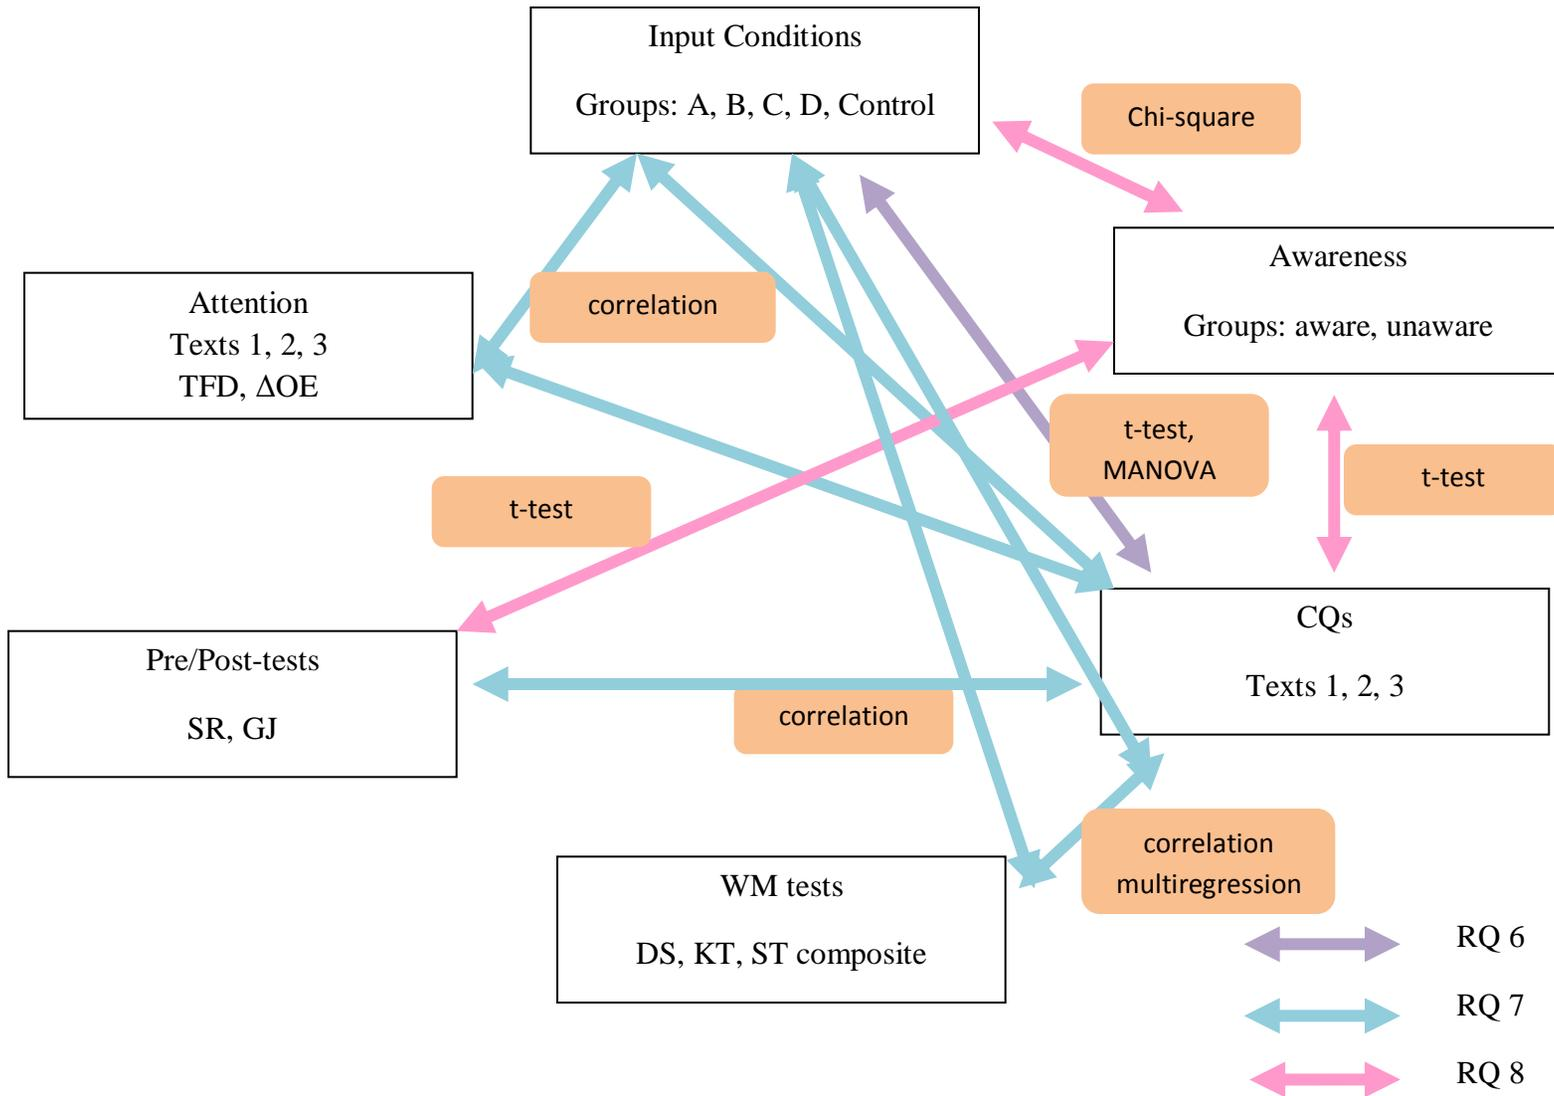 Input Conditions
Groups: A, B, C, D, Control
Chi-square
Awareness
Groups: aware, unaware
Attention
Texts 1, 2, 3
TFD, ΔOE
correlation
t-test,
MANOVA
t-test
t-test
CQs
Texts 1, 2, 3
Pre/Post-tests
SR, GJ
correlation
correlation
multiregression
WM tests
DS, KT, ST composite
RQ 6
RQ 7
RQ 8